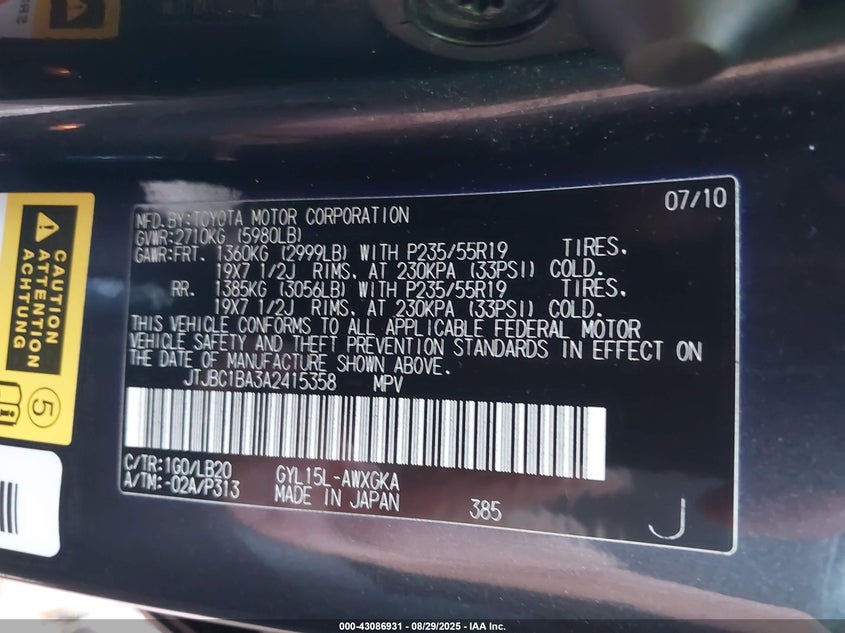 07/10
MFD. BY:TOYOTA MOTOR CORPORATION
GVWR:2710KG (5980LB)
GAWR:FRT. 1360KG (2999LB) WITH P235/55R19 TIRES.
19X7 1/2J RIMS. AT 230KPA (33PSI) COLD.
RR. 1385KG (3056LB) WITH P235/55R19 TIRES.
19X7 1/2J RIMS. AT 230KPA (33PSI) COLD.
THIS VEHICLE CONFORMS TO ALL APPLICABLE FEDERAL MOTOR
VEHICLE SAFETY AND THEFT PREVENTION STANDARDS IN EFFECT ON
THE DATE OF MANUFACTURE SHOWN ABOVE.
JTJBC1BA3A2415358 MPV
C/TR:1G0/LB20 GYL15L-AWXGKA
A/TM:-02A/P313 MADE IN JAPAN 385 J
CAUTION
ATTENTION
ACHTUNG
5
000-43086931 - 08/29/2025 - IAA Inc.